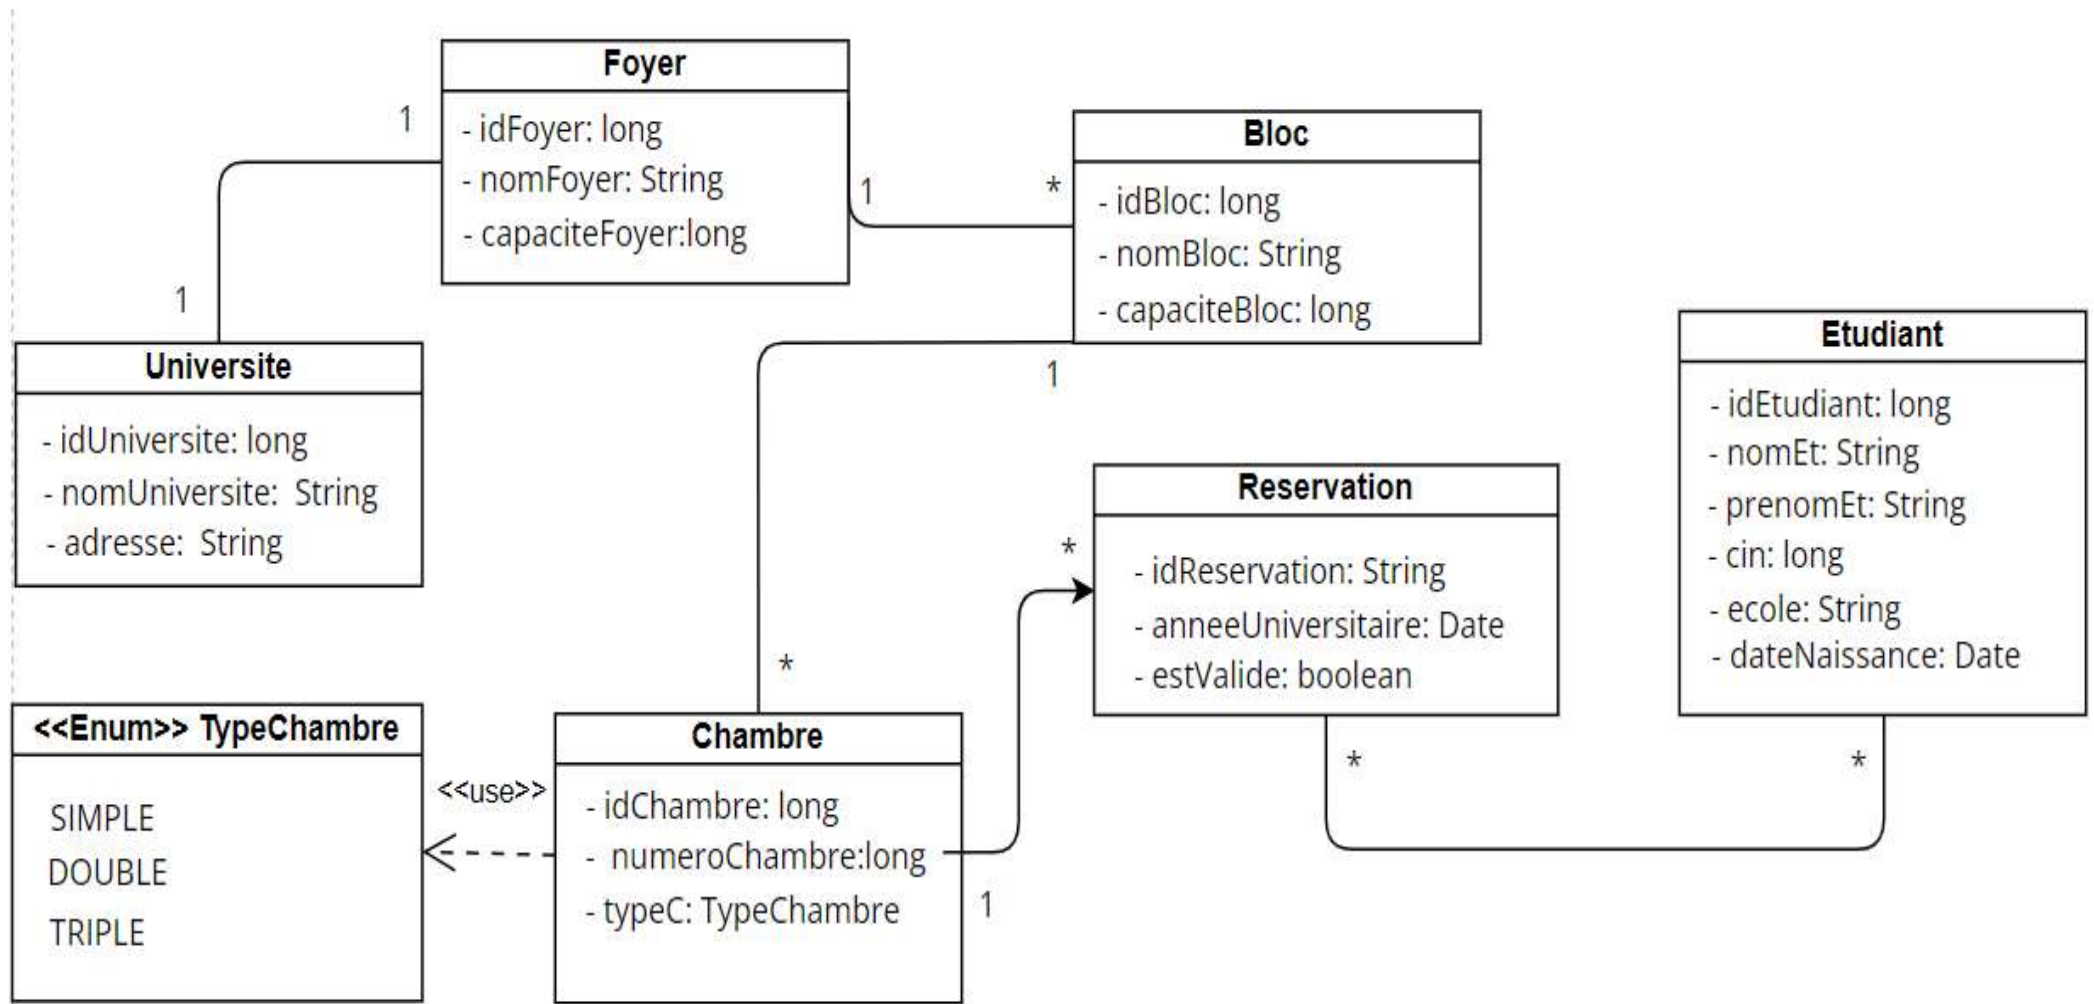 Foyer
- idFoyer: long
- nomFoyer: String
- capaciteFoyer:long
1
1
1
*
Bloc
- idBloc: long
- nomBloc: String
- capaciteBloc: long
1
*
Universite
- idUniversite: long
- nomUniversite: String
- adresse: String
Etudiant
- idEtudiant: long
- nomEt: String
- prenomEt: String
- cin: long
- ecole: String
- dateNaissance: Date
Reservation
- idReservation: String
- anneeUniversitaire: Date
- estValide: boolean
*
*
*
<<Enum>> TypeChambre
SIMPLE
DOUBLE
TRIPLE
<<use>>
Chambre
- idChambre: long
- numeroChambre:long
- typeC: TypeChambre
1